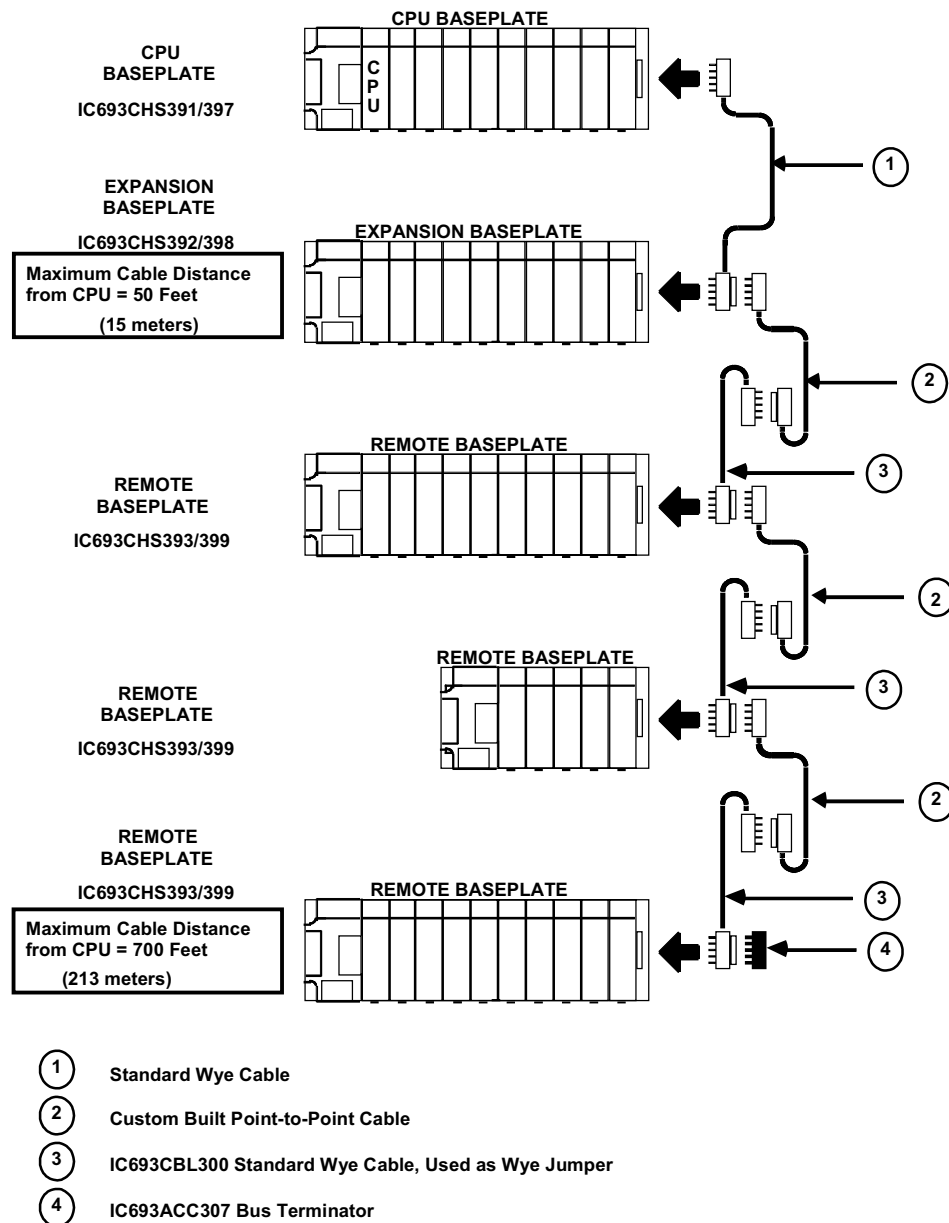 CPU BASEPLATE
CPU
BASEPLATE
IC693CHS391/397
C
P
U
1
EXPANSION
BASEPLATE
IC693CHS392/398
EXPANSION BASEPLATE
Maximum Cable Distance
from CPU = 50 Feet
(15 meters)
2
REMOTE BASEPLATE
3
REMOTE
BASEPLATE
IC693CHS393/399
2
REMOTE BASEPLATE
3
REMOTE
BASEPLATE
IC693CHS393/399
2
REMOTE
BASEPLATE
IC693CHS393/399
REMOTE BASEPLATE
3
Maximum Cable Distance
from CPU = 700 Feet
(213 meters)
4
1 Standard Wye Cable
2 Custom Built Point-to-Point Cable
3 IC693CBL300 Standard Wye Cable, Used as Wye Jumper
4 IC693ACC307 Bus Terminator